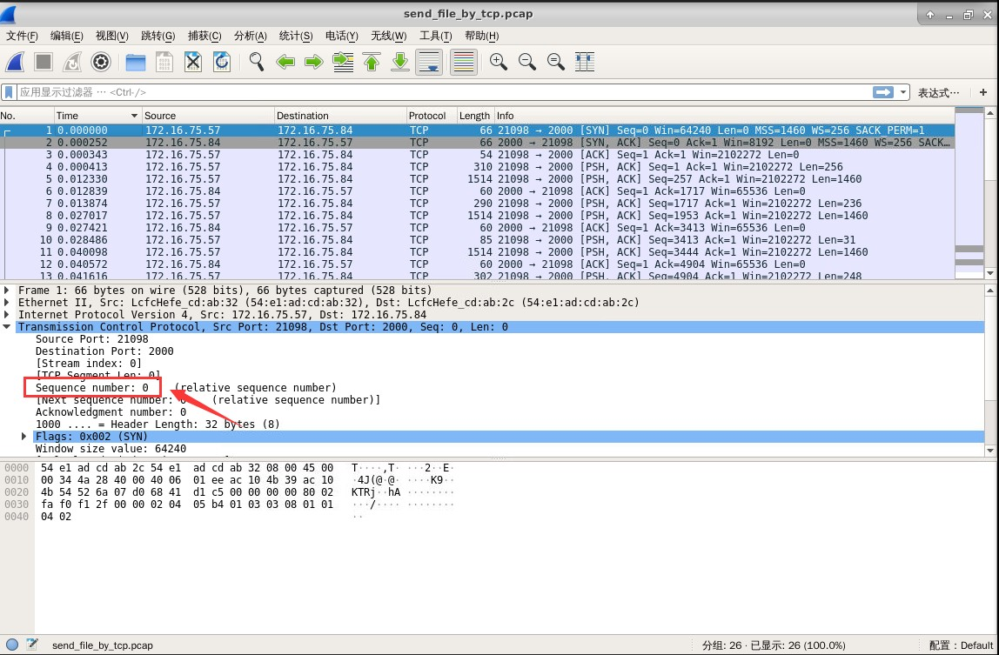 send_file_by_tcp.pcap
文件(F) 编辑(E) 视图(V) 跳转(G) 捕获(C) 分析(A) 统计(S) 电话(Y) 无线(W) 工具(T) 帮助(H)
应用显示过滤器 … <Ctrl-/> 表达式… +
No. Time Source Destination Protocol Length Info
1 0.000000 172.16.75.57 172.16.75.84 TCP 66 21098 → 2000 [SYN] Seq=0 Win=64240 Len=0 MSS=1460 WS=256 SACK_PERM=1
2 0.000252 172.16.75.84 172.16.75.57 TCP 66 2000 → 21098 [SYN, ACK] Seq=0 Ack=1 Win=8192 Len=0 MSS=1460 WS=256 SACK…
3 0.000343 172.16.75.57 172.16.75.84 TCP 54 21098 → 2000 [ACK] Seq=1 Ack=1 Win=2102272 Len=0
4 0.000413 172.16.75.57 172.16.75.84 TCP 310 21098 → 2000 [PSH, ACK] Seq=1 Ack=1 Win=2102272 Len=256
5 0.012330 172.16.75.57 172.16.75.84 TCP 1514 21098 → 2000 [PSH, ACK] Seq=257 Ack=1 Win=2102272 Len=1460
6 0.012839 172.16.75.84 172.16.75.57 TCP 60 2000 → 21098 [ACK] Seq=1 Ack=1717 Win=65536 Len=0
7 0.013874 172.16.75.57 172.16.75.84 TCP 290 21098 → 2000 [PSH, ACK] Seq=1717 Ack=1 Win=2102272 Len=236
8 0.027017 172.16.75.57 172.16.75.84 TCP 1514 21098 → 2000 [PSH, ACK] Seq=1953 Ack=1 Win=2102272 Len=1460
9 0.027421 172.16.75.84 172.16.75.57 TCP 60 2000 → 21098 [ACK] Seq=1 Ack=3413 Win=65536 Len=0
10 0.028486 172.16.75.57 172.16.75.84 TCP 85 21098 → 2000 [PSH, ACK] Seq=3413 Ack=1 Win=2102272 Len=31
11 0.040098 172.16.75.57 172.16.75.84 TCP 1514 21098 → 2000 [PSH, ACK] Seq=3444 Ack=1 Win=2102272 Len=1460
12 0.040572 172.16.75.84 172.16.75.57 TCP 60 2000 → 21098 [ACK] Seq=1 Ack=4904 Win=65536 Len=0
13 0.041616 172.16.75.57 172.16.75.84 TCP 302 21098 → 2000 [PSH, ACK] Seq=4904 Ack=1 Win=2102272 Len=248
Frame 1: 66 bytes on wire (528 bits), 66 bytes captured (528 bits)
Ethernet II, Src: LcfcHefe_cd:ab:32 (54:e1:ad:cd:ab:32), Dst: LcfcHefe_cd:ab:2c (54:e1:ad:cd:ab:2c)
Internet Protocol Version 4, Src: 172.16.75.57, Dst: 172.16.75.84
Transmission Control Protocol, Src Port: 21098, Dst Port: 2000, Seq: 0, Len: 0
Source Port: 21098
Destination Port: 2000
[Stream index: 0]
[TCP Segment Len: 0]
Sequence number: 0 (relative sequence number)
[Next sequence number: 0 (relative sequence number)]
Acknowledgment number: 0
1000 .... = Header Length: 32 bytes (8)
Flags: 0x002 (SYN)
Window size value: 64240
0000 54 e1 ad cd ab 2c 54 e1 ad cd ab 32 08 00 45 00 T····,T· ···2··E·
0010 00 34 4a 28 40 00 40 06 01 ee ac 10 4b 39 ac 10 ·4J(@·@· ····K9··
0020 4b 54 52 6a 07 d0 68 41 d1 c5 00 00 00 00 80 02 KTRj··hA ········
0030 fa f0 f1 2f 00 00 02 04 05 b4 01 03 03 08 01 01 ···/···· ········
0040 04 02 ··
send_file_by_tcp.pcap 分组: 26 · 已显示: 26 (100.0%) 配置：Default